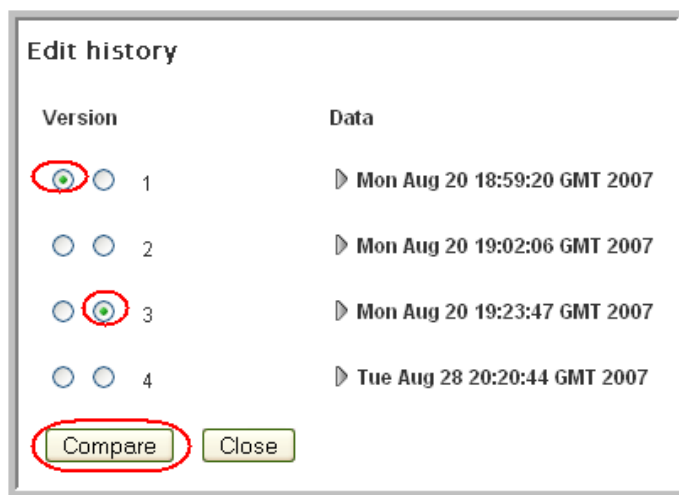 Edit history
Version Data
1 Mon Aug 20 18:59:20 GMT 2007
2 Mon Aug 20 19:02:06 GMT 2007
3 Mon Aug 20 19:23:47 GMT 2007
4 Tue Aug 28 20:20:44 GMT 2007
Compare Close